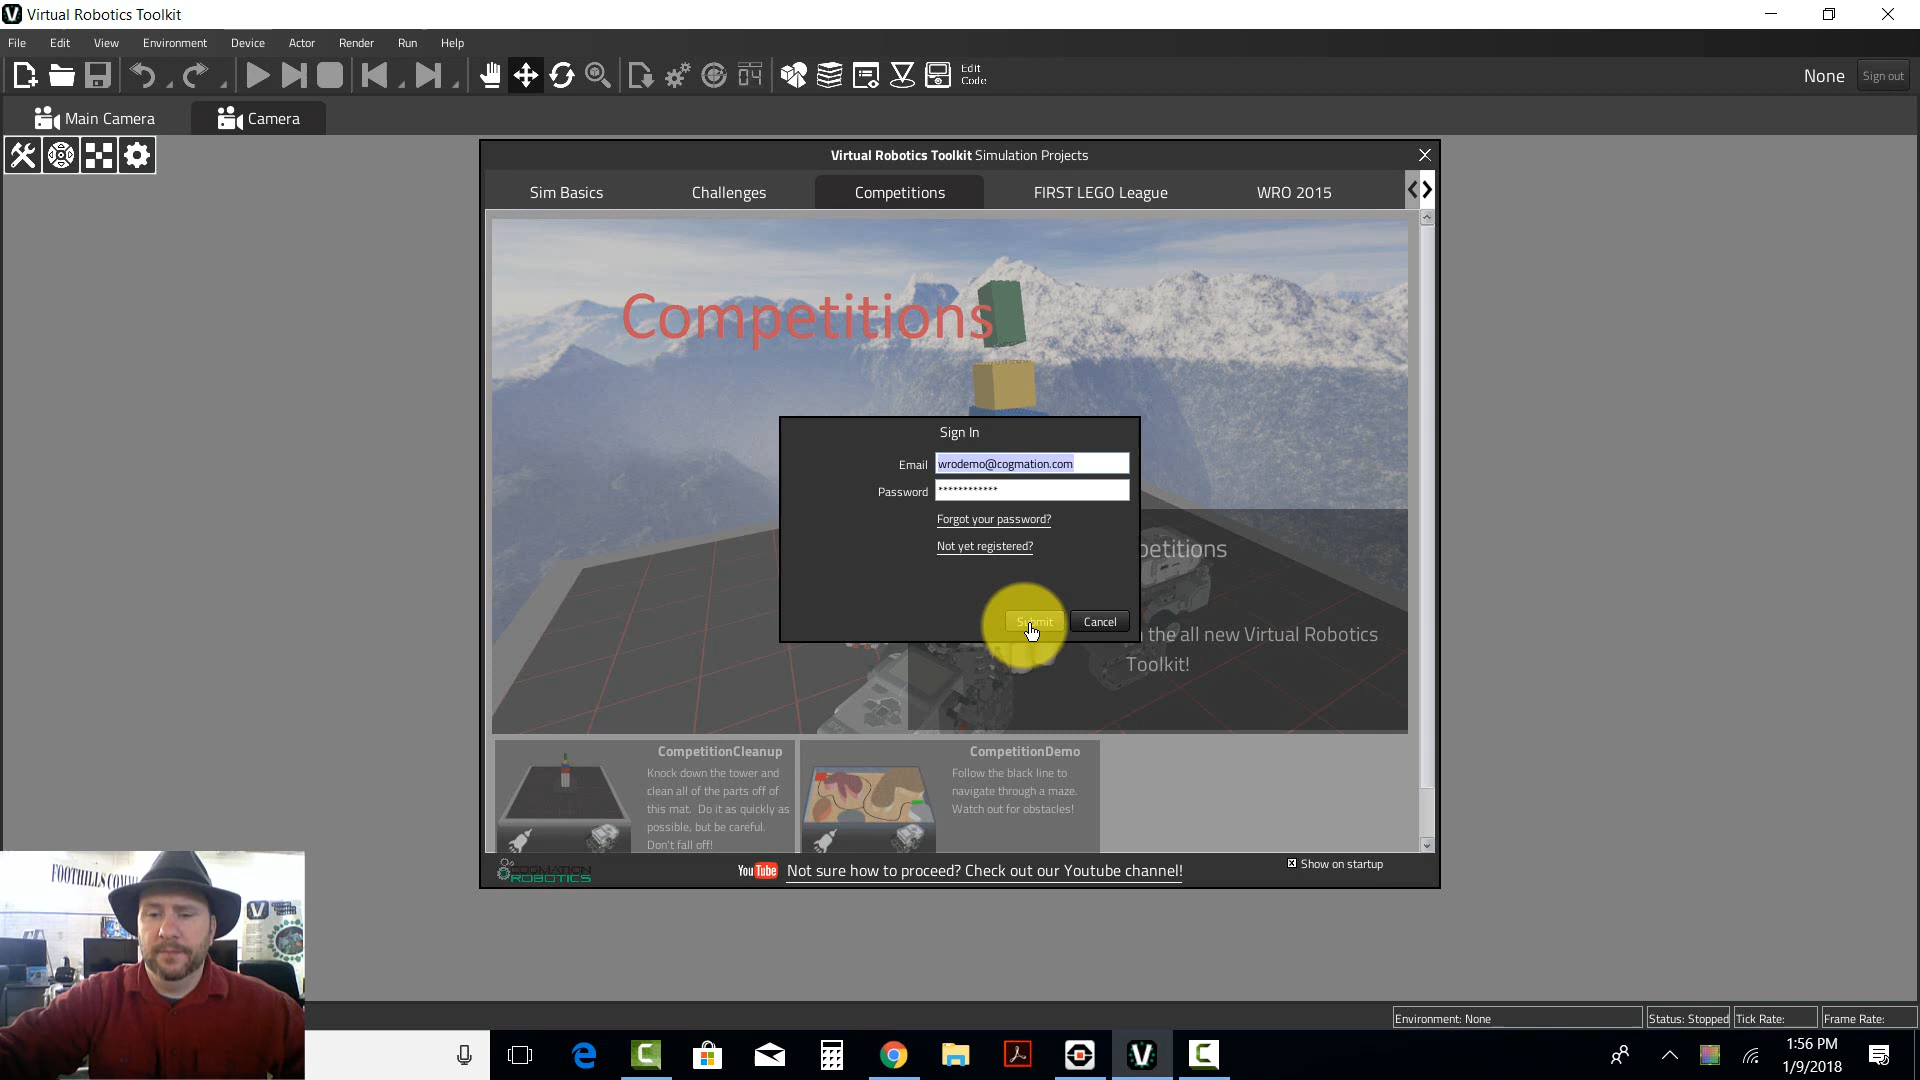 Virtual Robotics Toolkit
File Edit View Environment Device Actor Render Run Help
Edit
Code
None Sign out
Main Camera Camera
Virtual Robotics Toolkit Simulation Projects
Sim Basics Challenges Competitions FIRST LEGO League WRO 2015
Competitions
Sign In
Email wrodemo@cogmation.com
Password ************
Forgot your password?
Not yet registered?
Submit Cancel
petitions
the all new Virtual Robotics
Toolkit!
CompetitionCleanup
Knock down the tower and
clean all of the parts off of
this mat. Do it as quickly as
possible, but be careful.
Don't fall off!
CompetitionDemo
Follow the black line to
navigate through a maze.
Watch out for obstacles!
COGMATION
ROBOTICS
YouTube Not sure how to proceed? Check out our Youtube channel!
Show on startup
FOOTHILLS COMM
Environment: None Status: Stopped Tick Rate: Frame Rate:
1:56 PM
1/9/2018